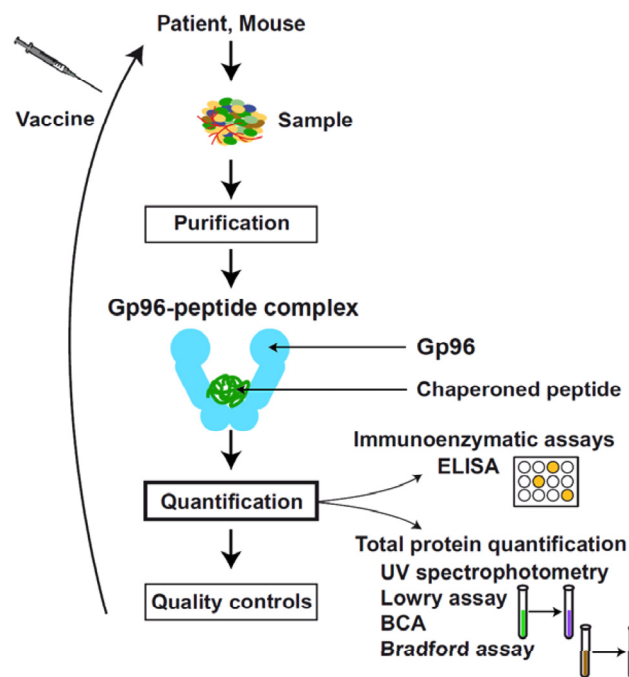 Patient, Mouse
Vaccine
Sample
Purification
Gp96-peptide complex
Gp96
Chaperoned peptide
Immunoenzymatic assays
ELISA
Quantification
Total protein quantification
UV spectrophotometry
Lowry assay
BCA
Bradford assay
Quality controls